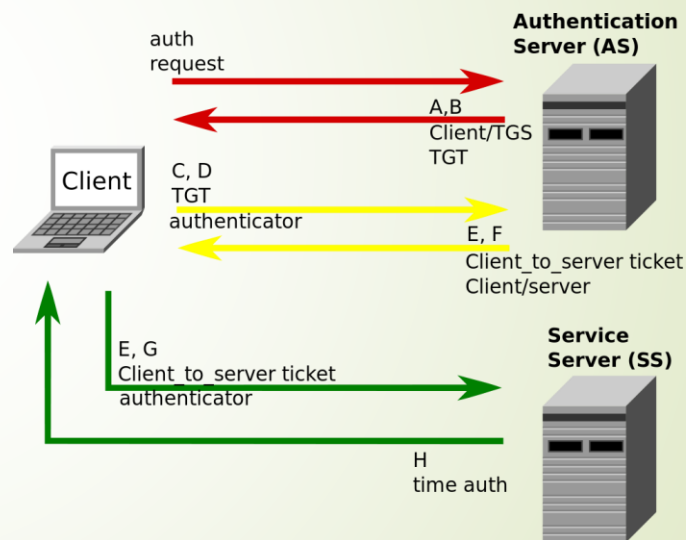 Authentication
Server (AS)
auth
request
A,B
Client/TGS
TGT
Client
C, D
TGT
authenticator
E, F
Client_to_server ticket
Client/server
Service
Server (SS)
E, G
Client_to_server ticket
authenticator
H
time auth